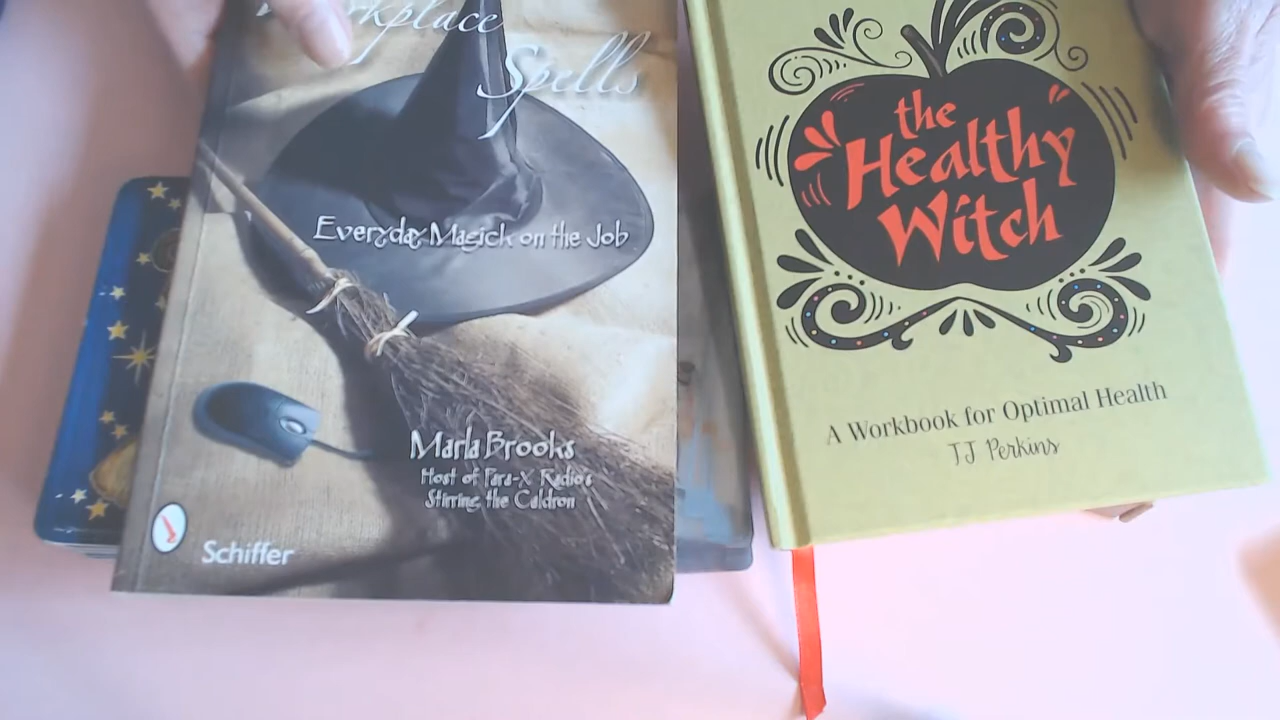 Workplace
Spells
Everyday Magick on the Job
Marla Brooks
Host of Para-X Radio's
Stirring the Caldron
Schiffer
the
Healthy
Witch
A Workbook for Optimal Health
TJ Perkins